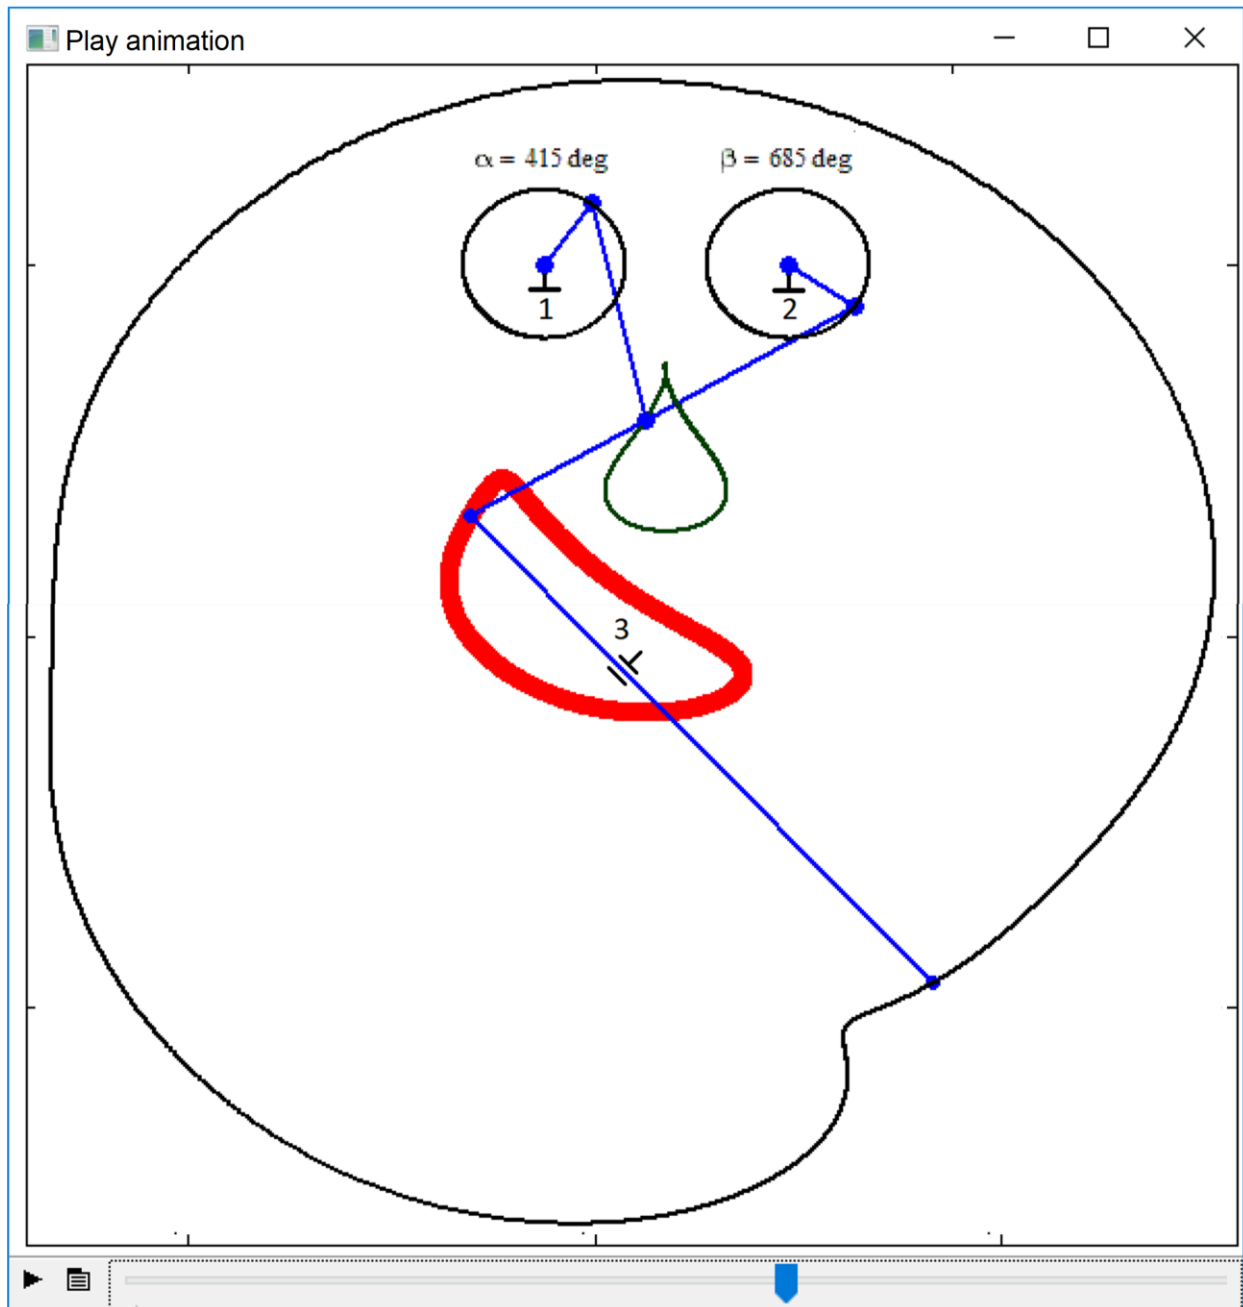 Play animation
α = 415 deg
β = 685 deg
1
2
3